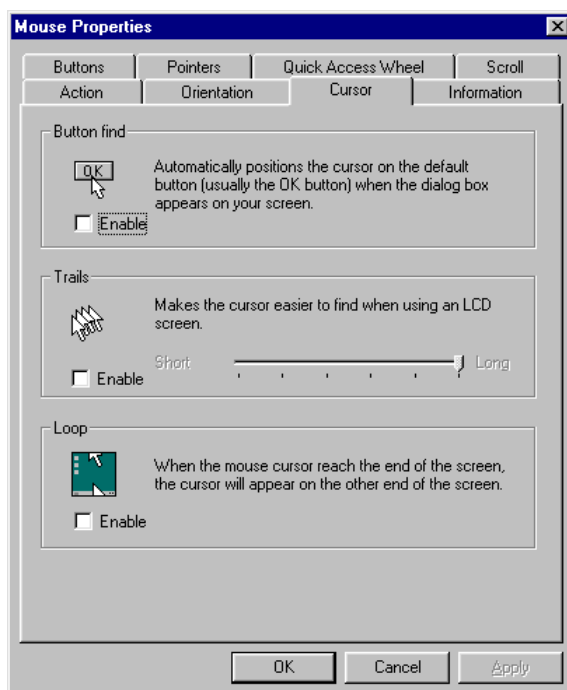 Mouse Properties
Buttons Pointers Quick Access Wheel Scroll
Action Orientation Cursor Information
Button find
OK
Automatically positions the cursor on the default
button (usually the OK button) when the dialog box
appears on your screen.
Enable
Trails
Makes the cursor easier to find when using an LCD
screen.
Short Long
Enable
Loop
When the mouse cursor reach the end of the screen,
the cursor will appear on the other end of the screen.
Enable
OK Cancel Apply